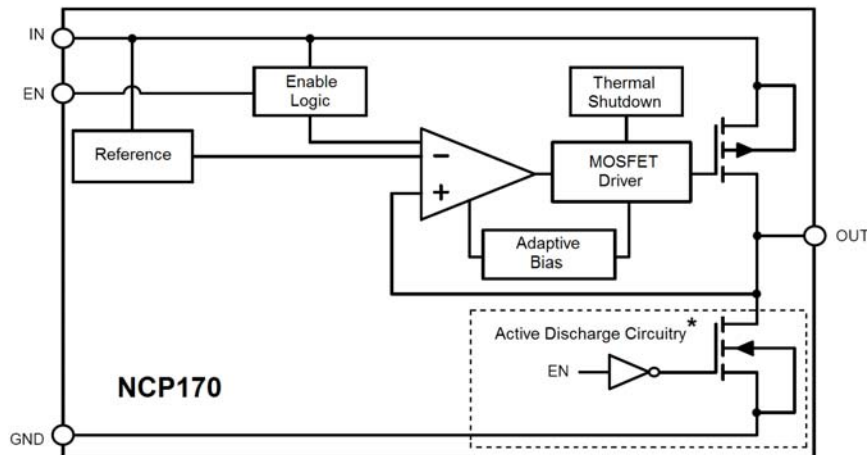 IN
EN
Enable
Logic
Thermal
Shutdown
Reference
−
+
MOSFET
Driver
Adaptive
Bias
OUT
Active Discharge Circuitry*
EN
NCP170
GND